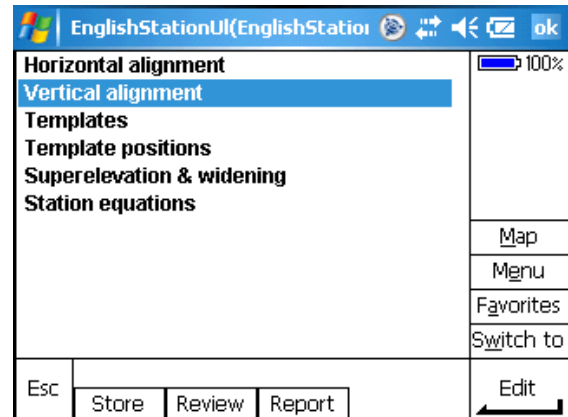 EnglishStationUI(EnglishStation ok
Horizontal alignment
100%
Vertical alignment
Templates
Template positions
Superelevation & widening
Station equations
Map
Menu
Favorites
Switch to
Esc
Store
Review
Report
Edit